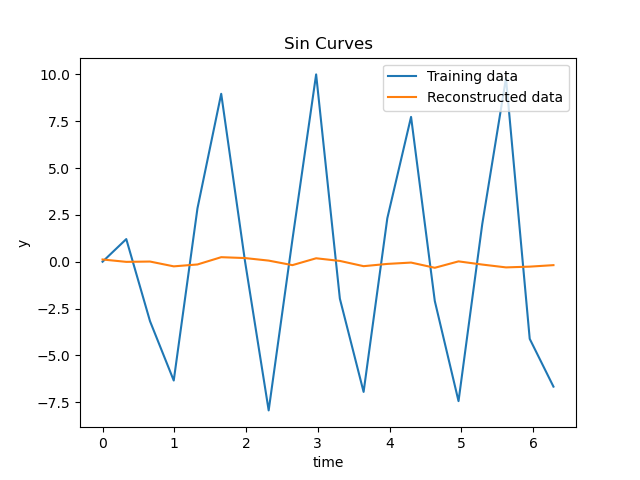 Sin Curves
Training data
Reconstructed data
10.0
7.5
5.0
2.5
0.0
−2.5
−5.0
−7.5
y
0 1 2 3 4 5 6
time